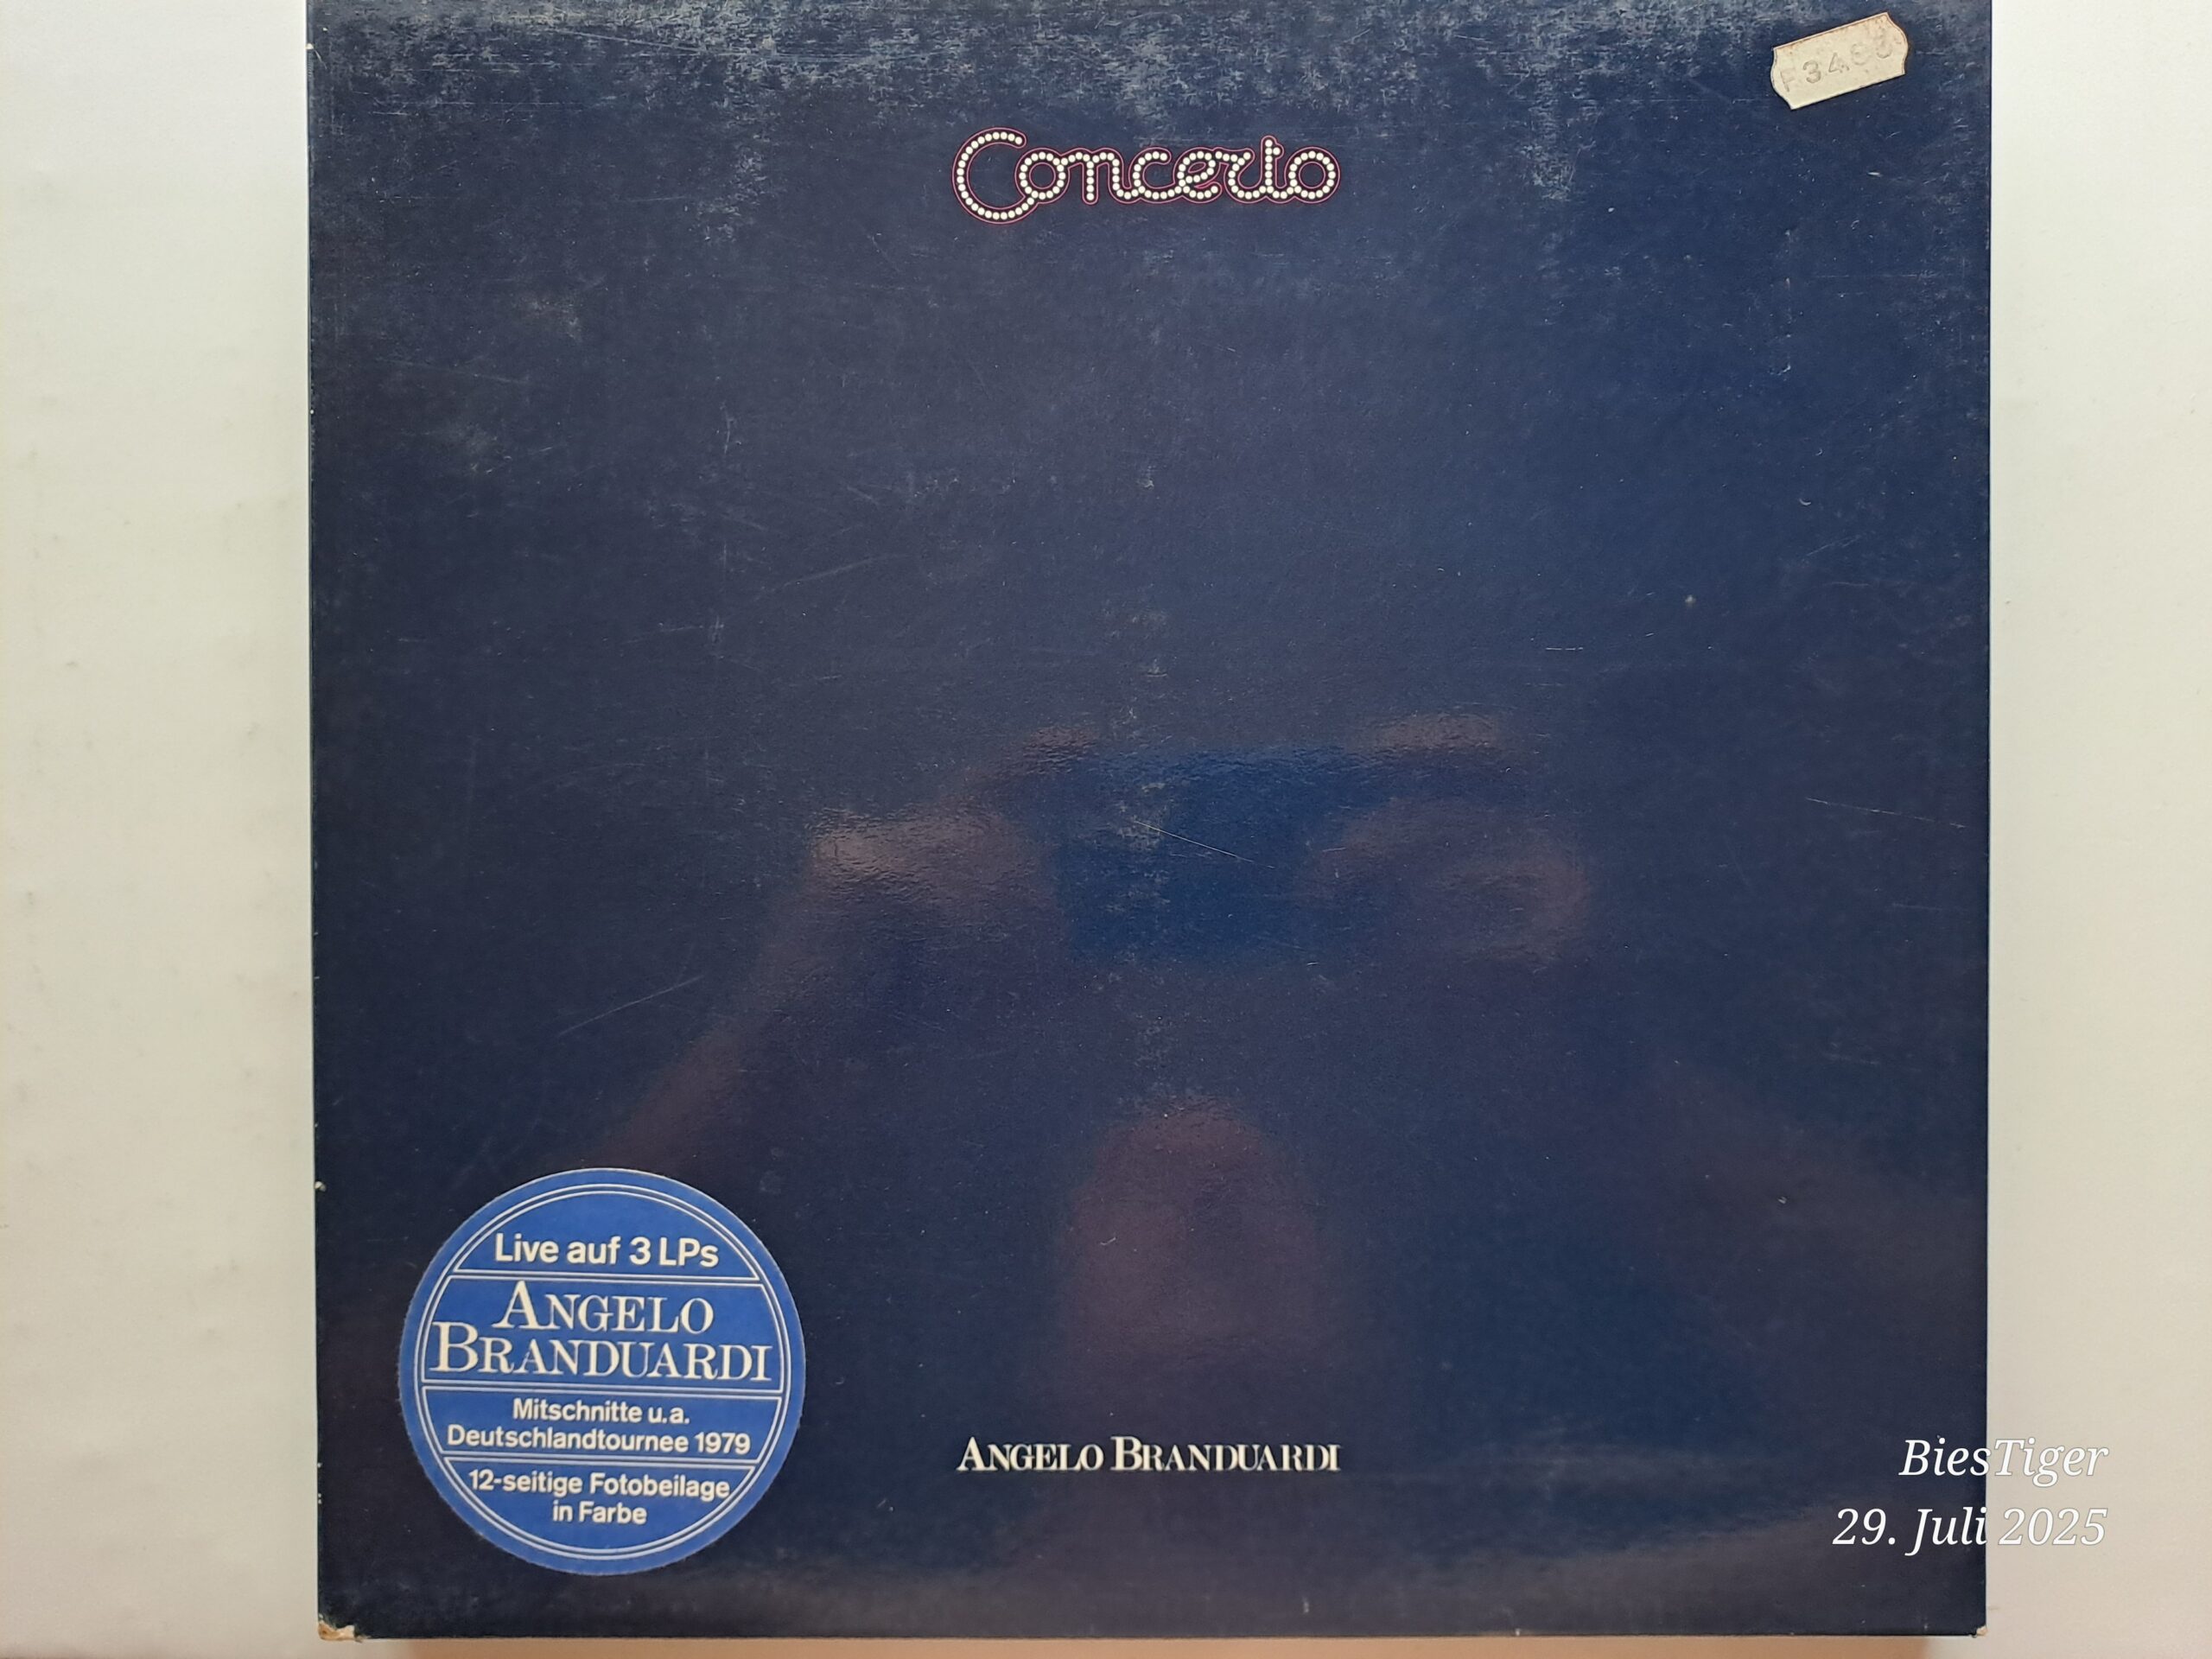 Concerto
Live auf 3 LPs
ANGELO
BRANDUARDI
Mitschnitte u. a.
Deutschlandtournee 1979
12-seitige Fotobeilage
in Farbe
ANGELO BRANDUARDI
BiesTiger
29. Juli 2025